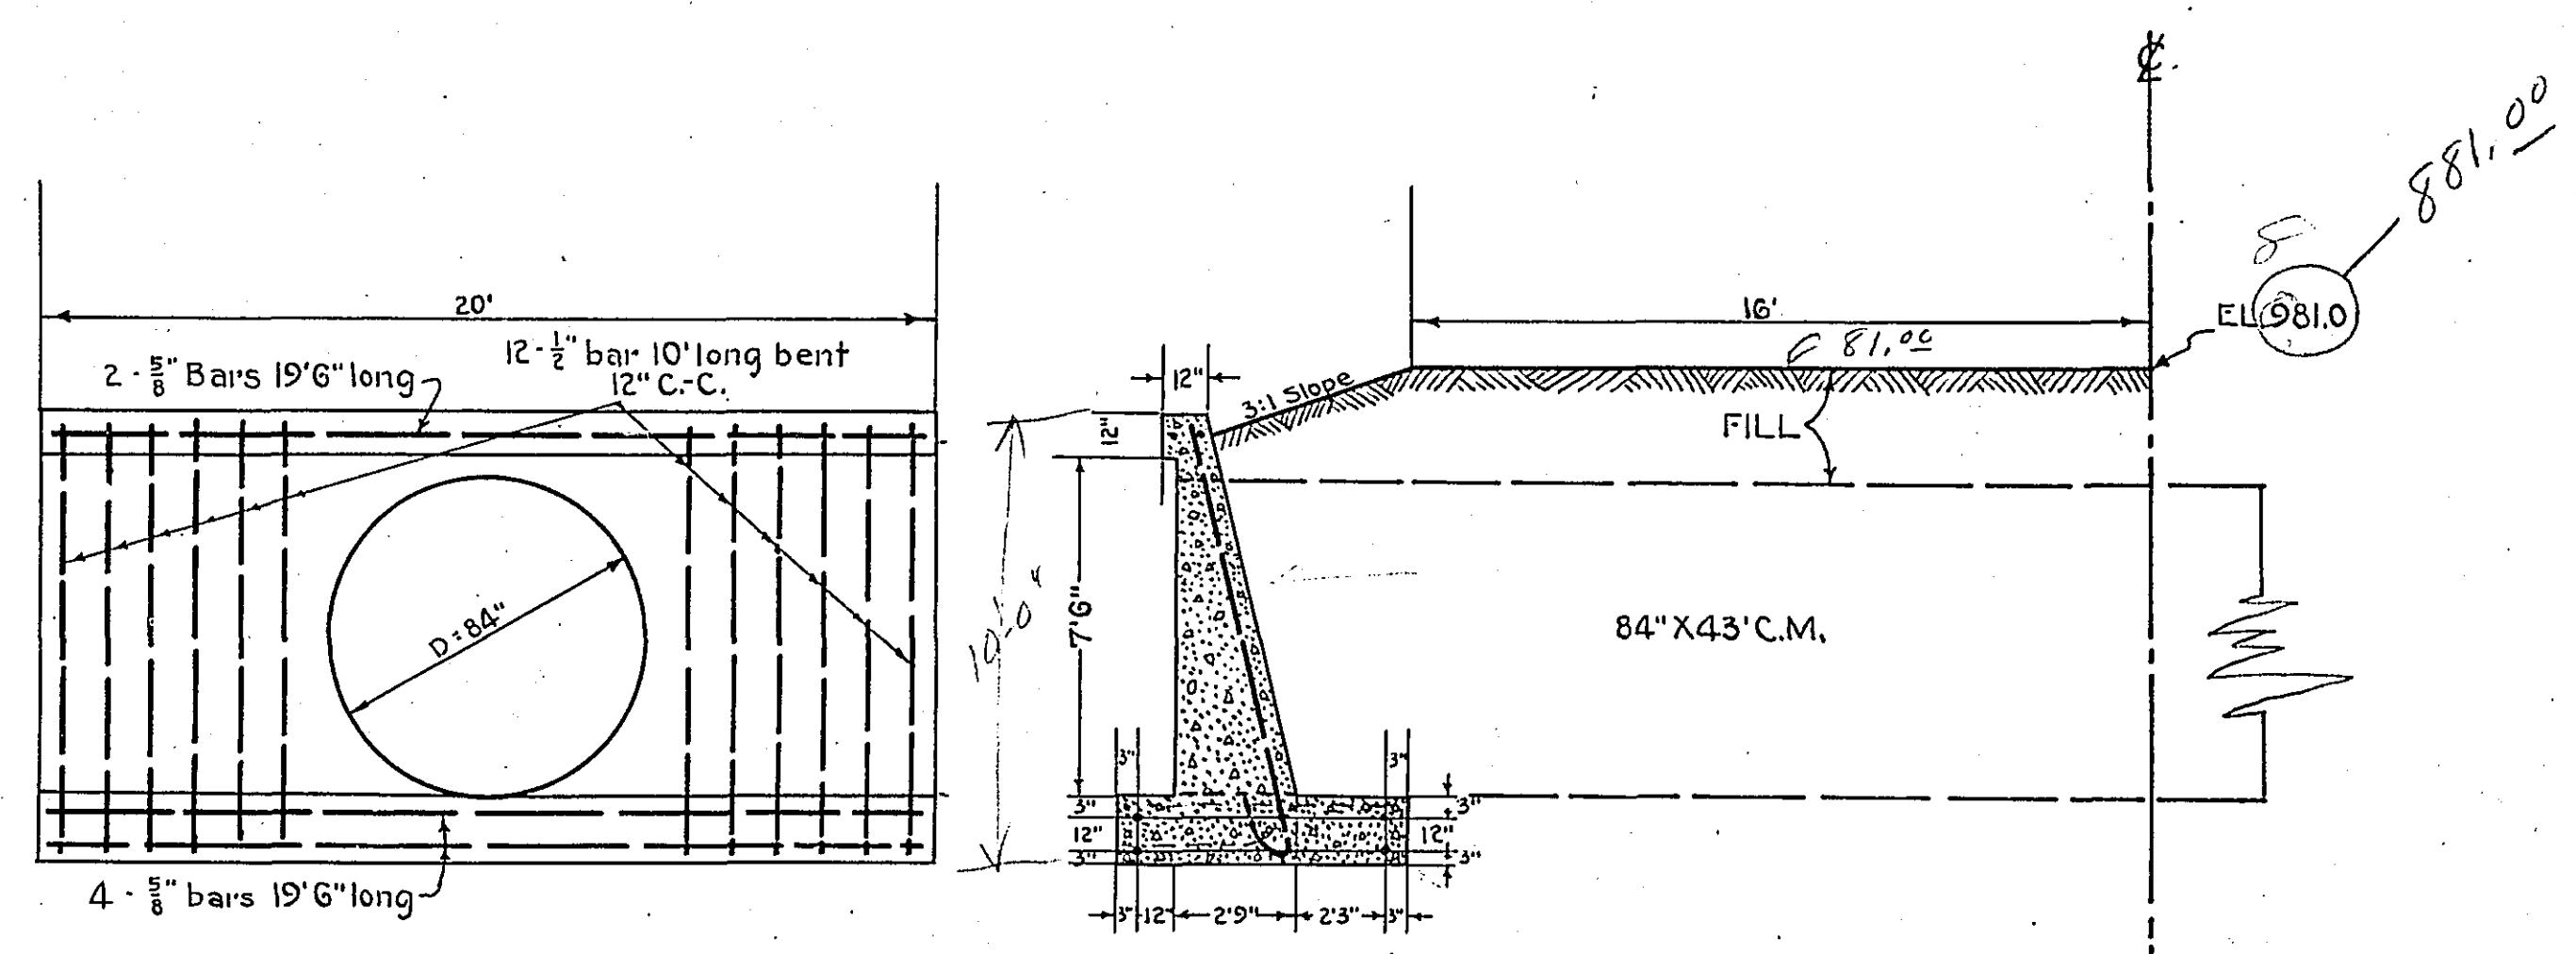 20'
2 - 5/8" Bars 19'6" long
12 - 1/2" bar 10' long bent
12" C.-C.
D = 84"
4 - 5/8" bars 19'6" long
℄.
881.00
8
EL 981.0
16'
81.00
12"
3:1 Slope
12"
FILL
10'-0"
7'6"
84" X 43' C.M.
3"
3"
3"
12"
3"
3"
12"
3"
3"
12"
2'9"
2'3"
3"